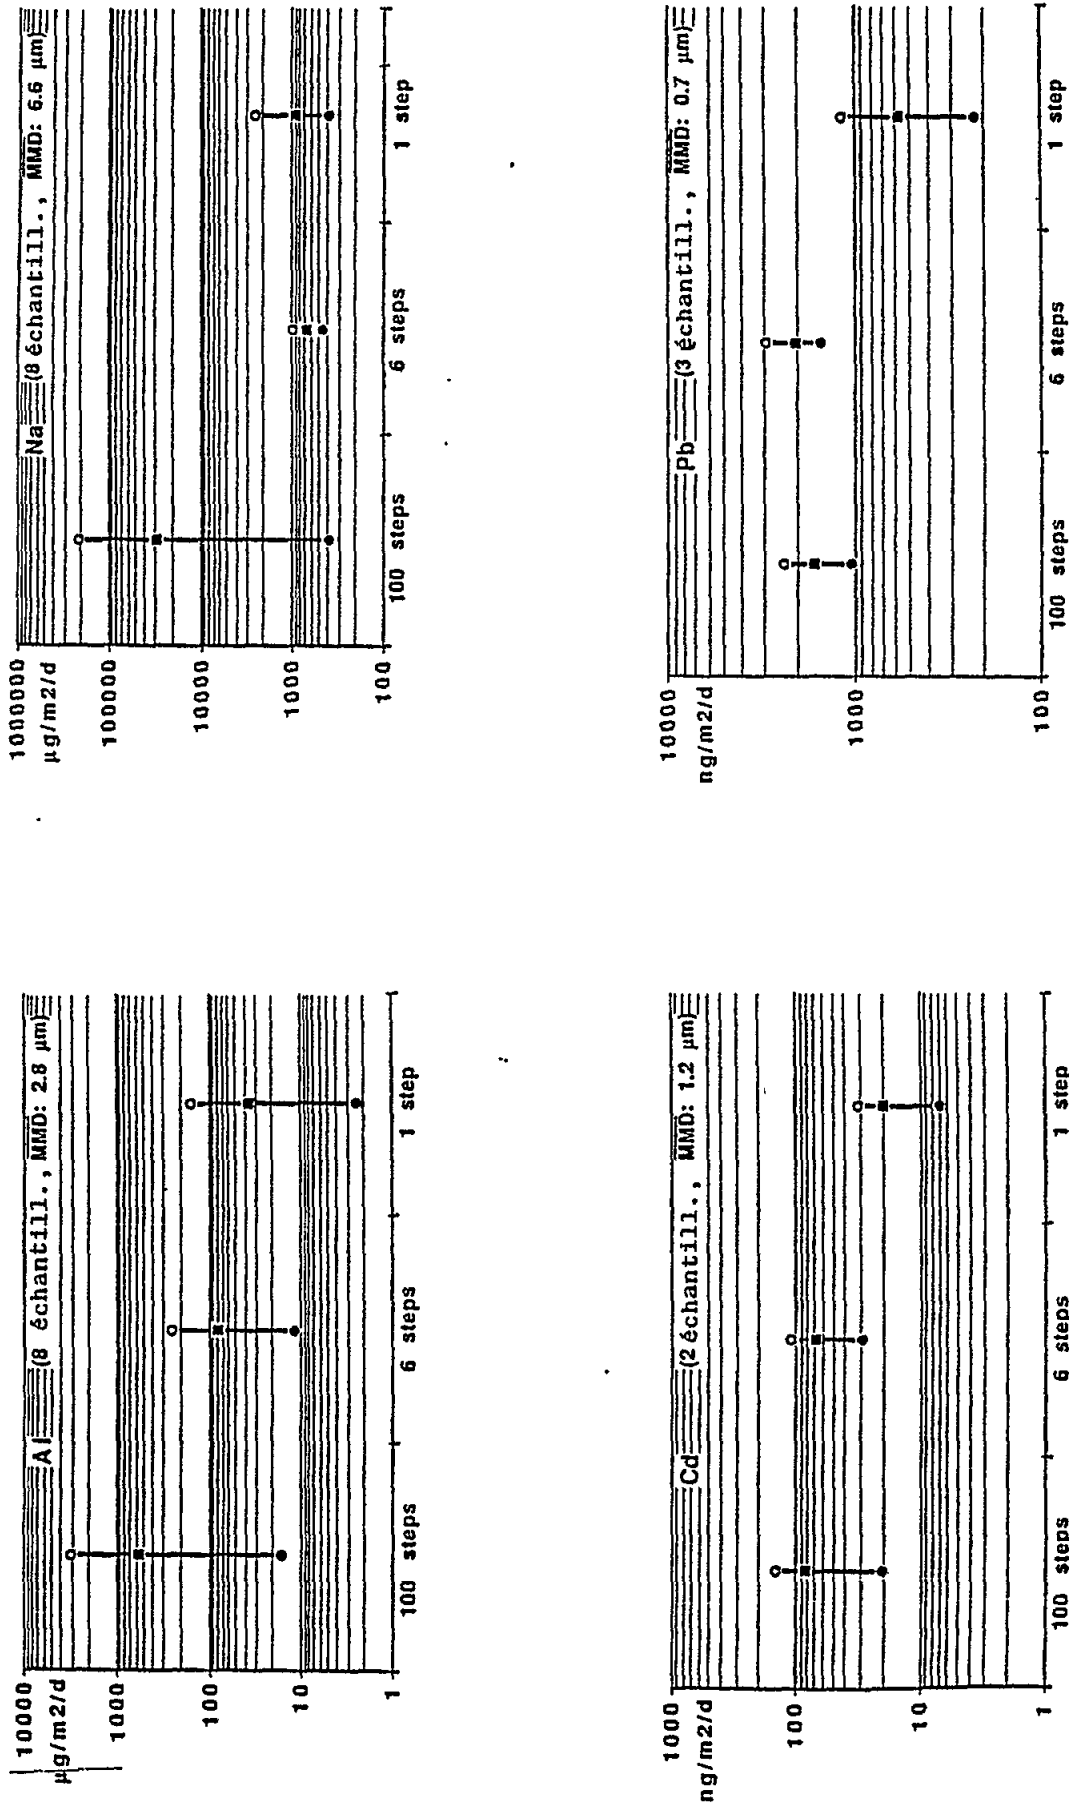 Al (8 échantill., MMD: 2.8 µm)
10000
µg/m2/d
1000
100
10
1
100 steps
6 steps
1 step
Na (8 échantill., MMD: 6.6 µm)
1000000
µg/m2/d
100000
10000
1000
100
100 steps
6 steps
1 step
Cd (2 échantill., MMD: 1.2 µm)
1000
ng/m2/d
100
10
1
100 steps
6 steps
1 step
Pb (3 échantill., MMD: 0.7 µm)
10000
ng/m2/d
1000
100
100 steps
6 steps
1 step